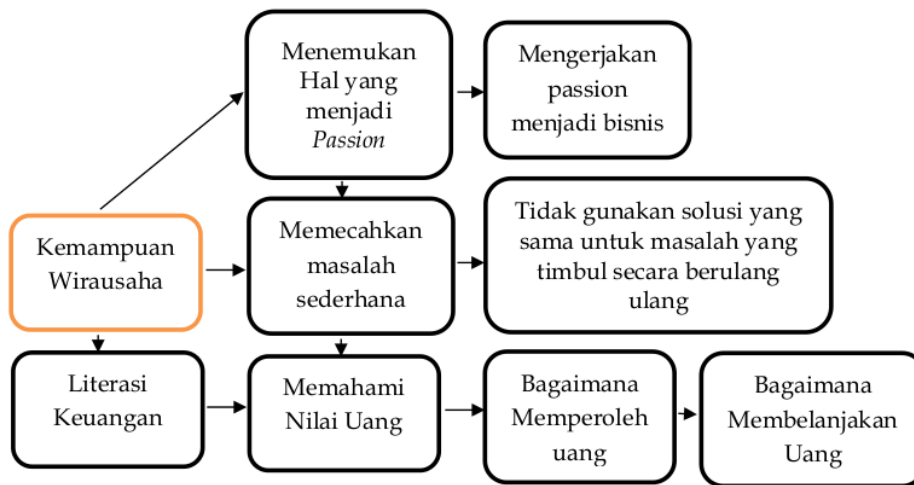 Menemukan
Hal yang
menjadi
Passion
Mengerjakan
passion
menjadi bisnis
Kemampuan
Wirausaha
Memecahkan
masalah
sederhana
Tidak gunakan solusi yang
sama untuk masalah yang
timbul secara berulang
ulang
Literasi
Keuangan
Memahami
Nilai Uang
Bagaimana
Memperoleh
uang
Bagaimana
Membelanjakan
Uang